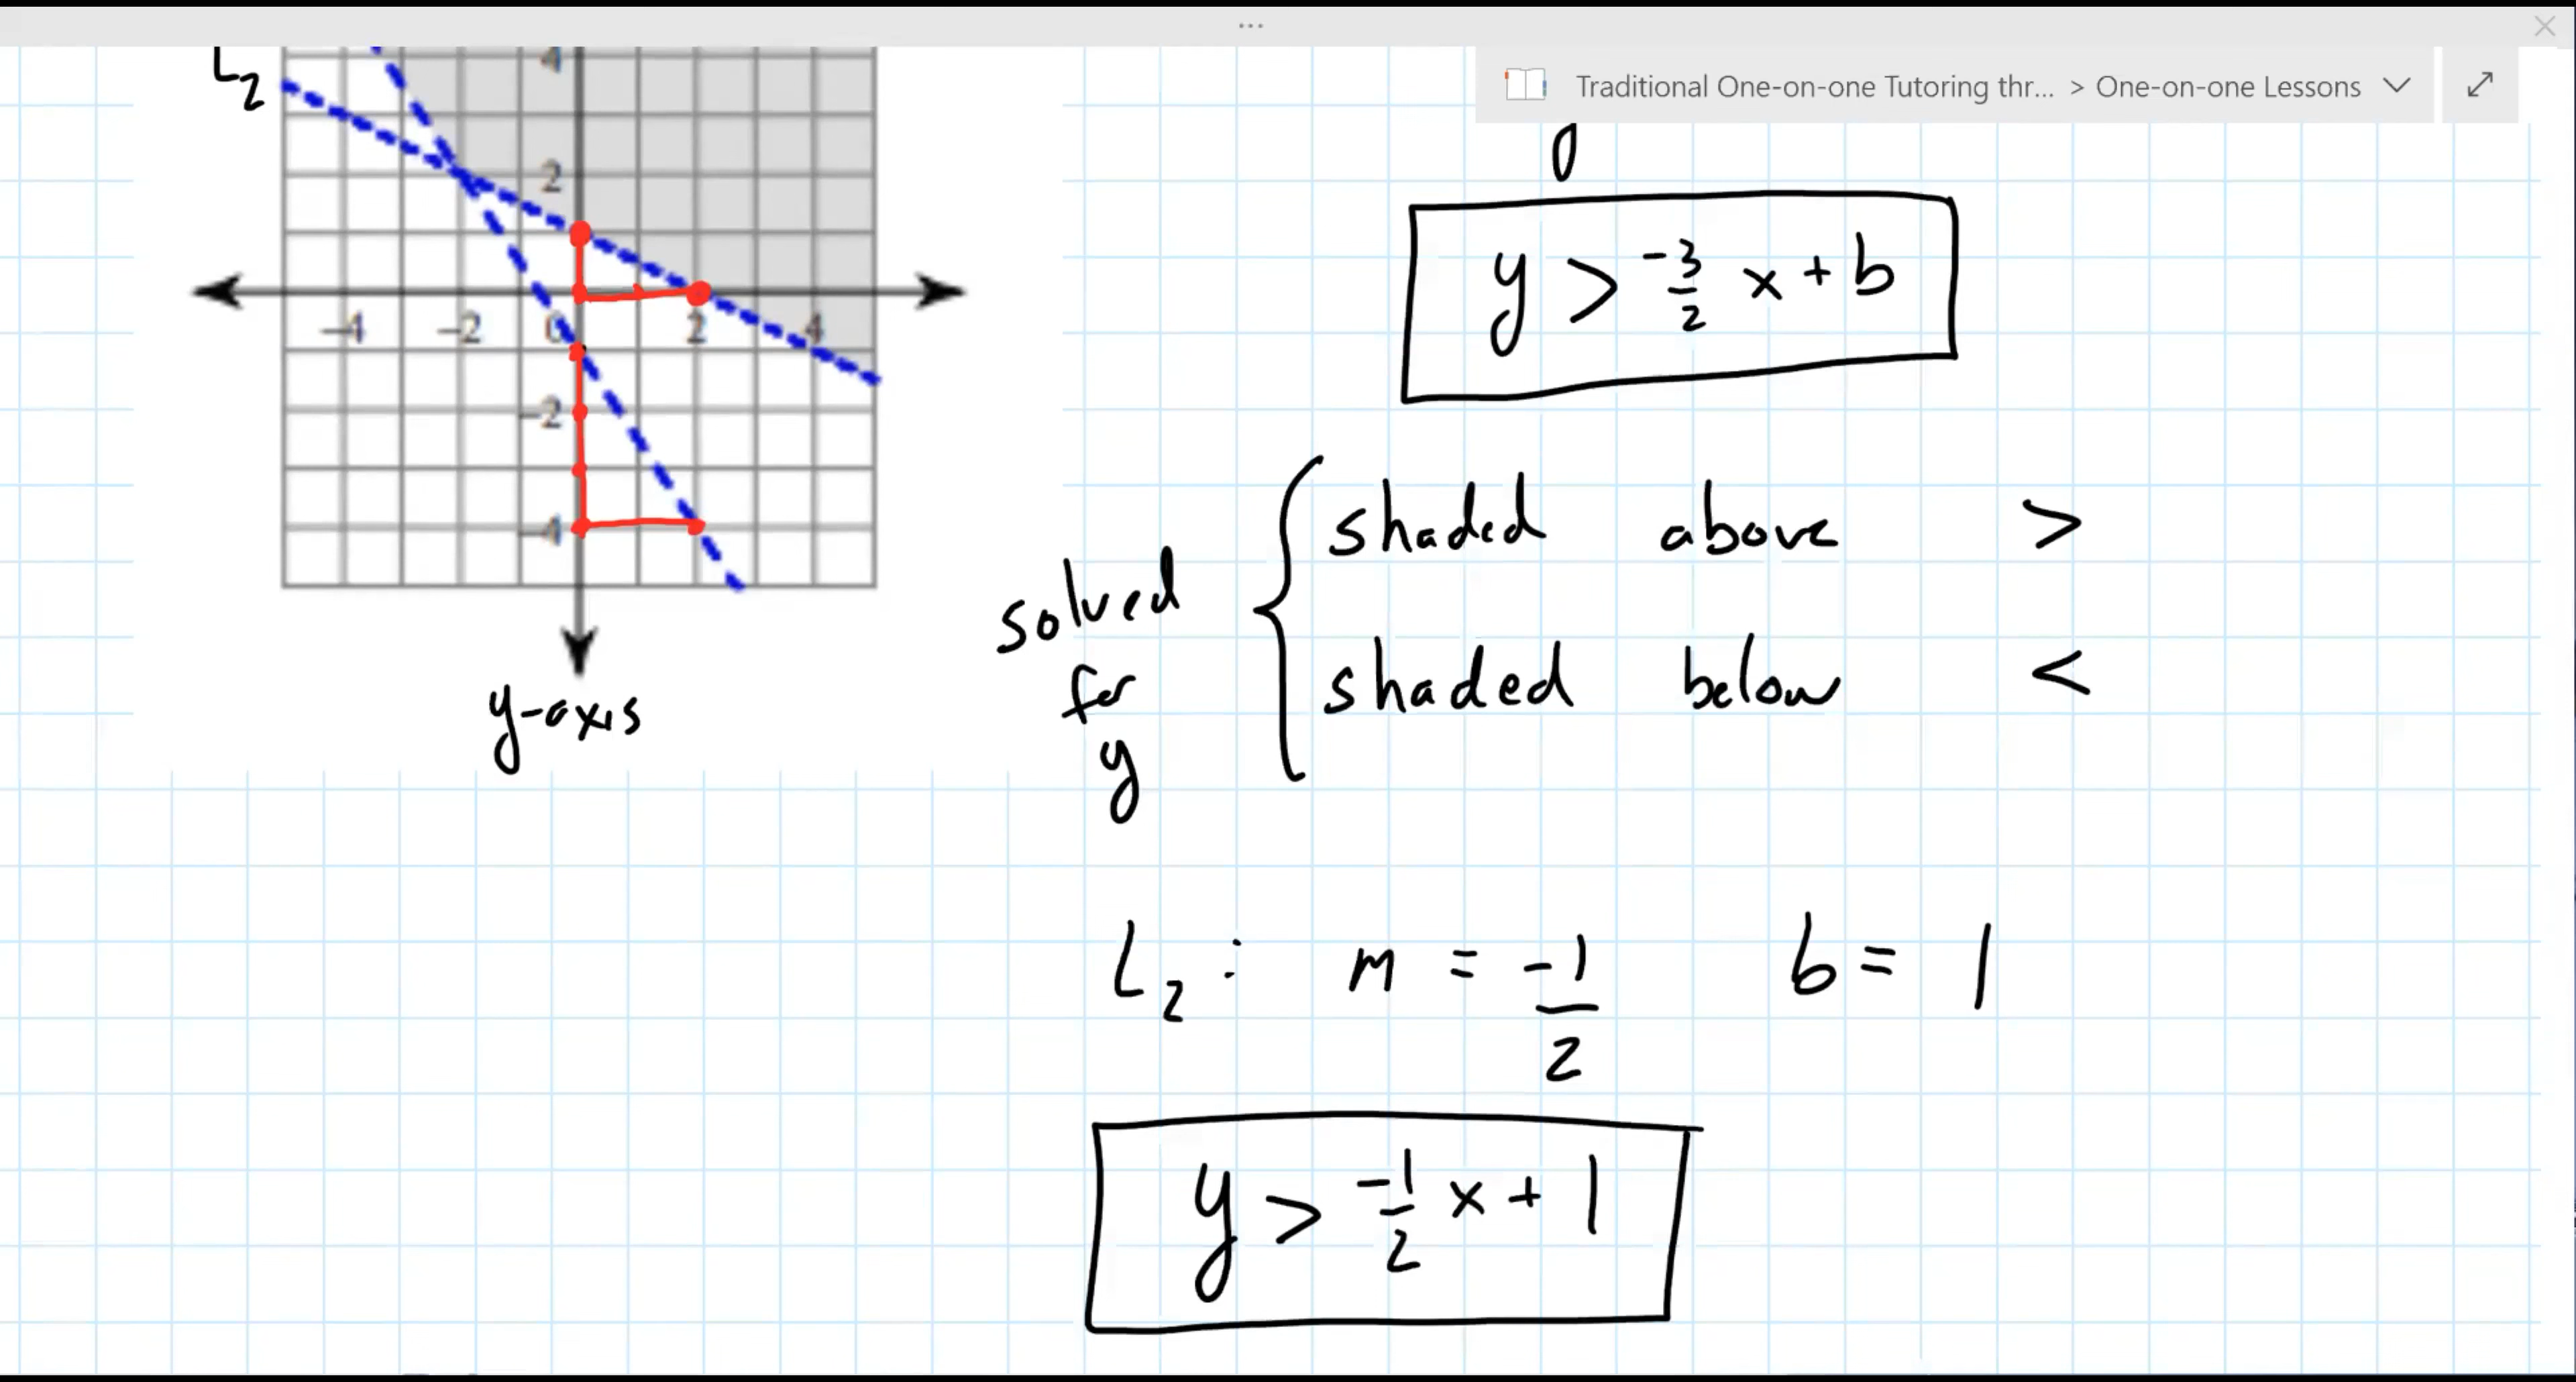 Traditional One-on-one Tutoring thr... > One-on-one Lessons
L₂
4
2
-4 -2 0 2 4
-2
-4
y-axis
y > -3/2 x + b
solved for y
shaded above >
shaded below <
L₂ : m = -1/2 b = 1
y > -1/2 x + 1